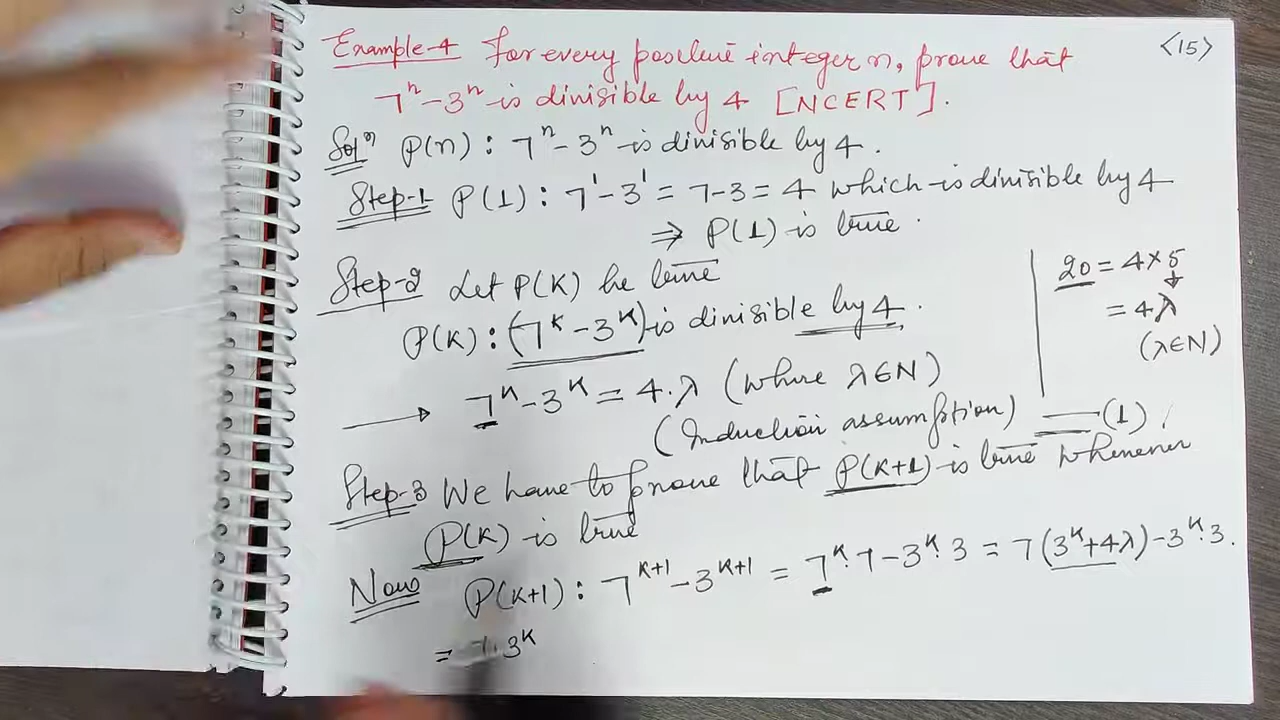 Example-4 For every positive integer n, prove that <15>
7ⁿ - 3ⁿ is divisible by 4 [NCERT].
Solⁿ P(n) : 7ⁿ - 3ⁿ is divisible by 4.
Step-1 P(1) : 7¹ - 3¹ = 7 - 3 = 4 which is divisible by 4
⇒ P(1) is true.
Step-2 Let P(K) be true
P(K) : (7ᴷ - 3ᴷ) is divisible by 4.
20 = 4 × 5
= 4λ
(λ∈N)
→ 7ᴷ - 3ᴷ = 4.λ (Where λ∈N)
(Induction assumption) —(1)
Step-3 We have to prove that P(K+1) is true whenever
P(K) is true
Now P(K+1) : 7ᴷ⁺¹ - 3ᴷ⁺¹ = 7ᴷ.7 - 3ᴷ.3 = 7(3ᴷ+4λ) - 3ᴷ.3.
= 7.3ᴷ